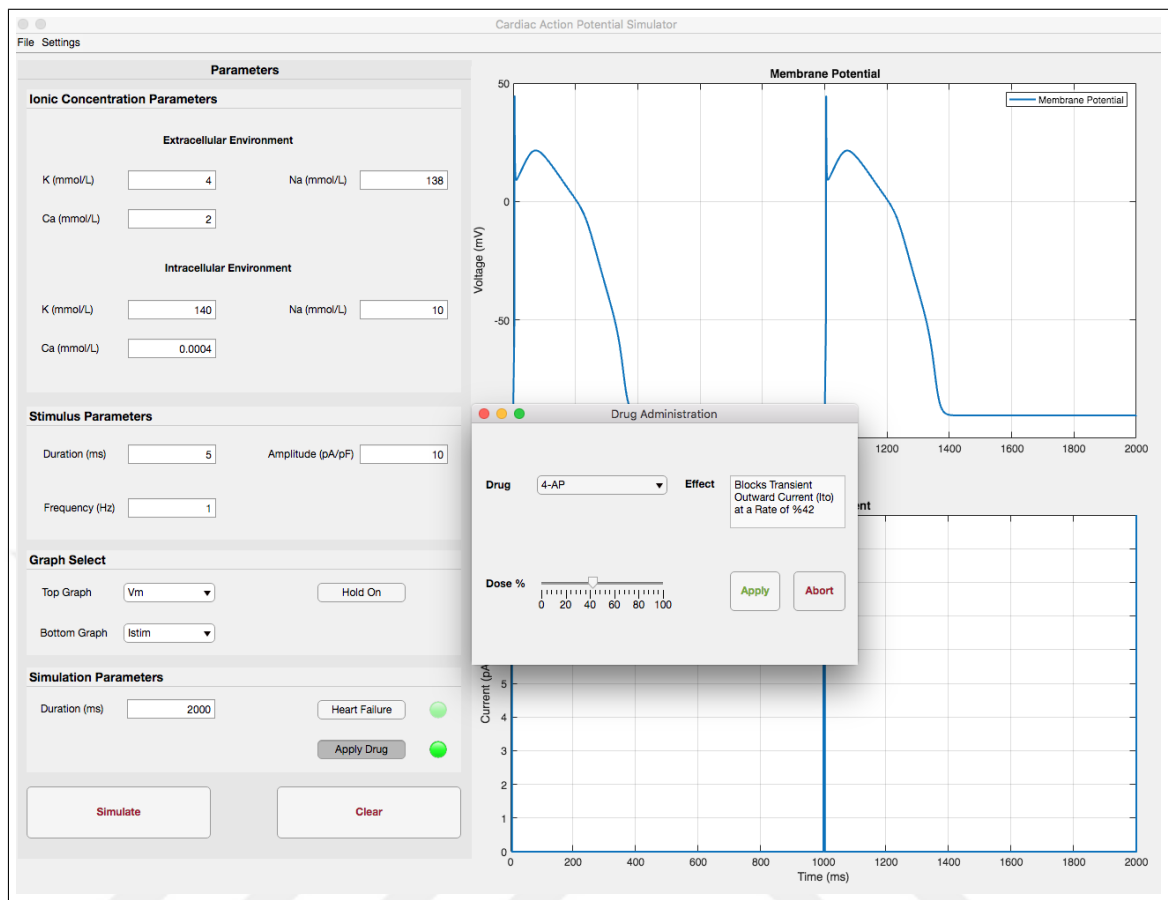 Cardiac Action Potential Simulator
File Settings
Parameters
Ionic Concentration Parameters
Extracellular Environment
K (mmol/L) 4 Na (mmol/L) 138
Ca (mmol/L) 2
Intracellular Environment
K (mmol/L) 140 Na (mmol/L) 10
Ca (mmol/L) 0.0004
Stimulus Parameters
Duration (ms) 5 Amplitude (pA/pF) 10
Frequency (Hz) 1
Graph Select
Top Graph Vm Hold On
Bottom Graph Istim
Simulation Parameters
Duration (ms) 2000 Heart Failure
Apply Drug
Simulate Clear
Membrane Potential
Membrane Potential
50
0
-50
Voltage (mV)
1200 1400 1600 1800 2000
Drug Administration
Drug 4-AP Effect
Blocks Transient
Outward Current (Ito)
at a Rate of %42
Dose %
0 20 40 60 80 100
Apply Abort
ent
Current (pA
5
4
3
2
1
0
0 200 400 600 800 1000 1200 1400 1600 1800 2000
Time (ms)